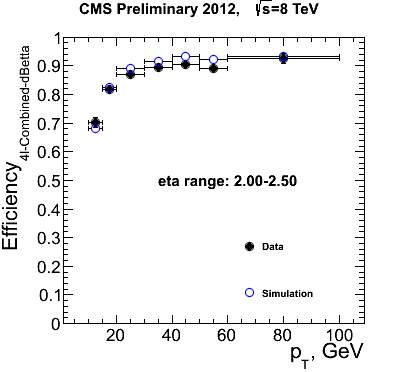 CMS Preliminary 2012, √s=8 TeV
Efficiency 4l-Combined-dBetta
1
0.9
0.8
0.7
0.6
0.5
0.4
0.3
0.2
0.1
0
eta range: 2.00-2.50
Data
Simulation
20 40 60 80 100
pT, GeV